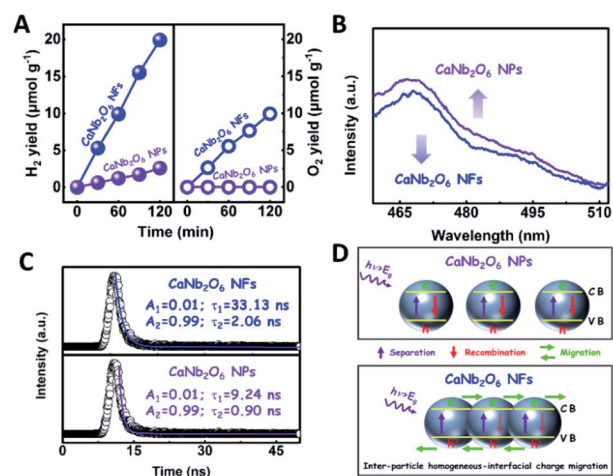 A
20
15
10
5
0
H₂ yield (μmol g⁻¹)
CaNb₂O₆ NFs
CaNb₂O₆ NPs
0 60 120
CaNb₂O₆ NFs
CaNb₂O₆ NPs
0 60 120
20
15
10
5
0
O₂ yield (μmol g⁻¹)
Time (min)
B
Intensity (a.u.)
CaNb₂O₆ NPs
CaNb₂O₆ NFs
465 480 495 510
Wavelength (nm)
C
Intensity (a.u.)
CaNb₂O₆ NFs
A₁=0.01; τ₁=33.13 ns
A₂=0.99; τ₂=2.06 ns
CaNb₂O₆ NPs
A₁=0.01; τ₁=9.24 ns
A₂=0.99; τ₂=0.90 ns
0 15 30 45
Time (ns)
D
CaNb₂O₆ NPs
hν>Eg
e e e
CB
VB
h h h
Separation Recombination Migration
CaNb₂O₆ NFs
hν>Eg
e e e
CB
VB
h h h
Inter-particle homogeneous-interfacial charge migration